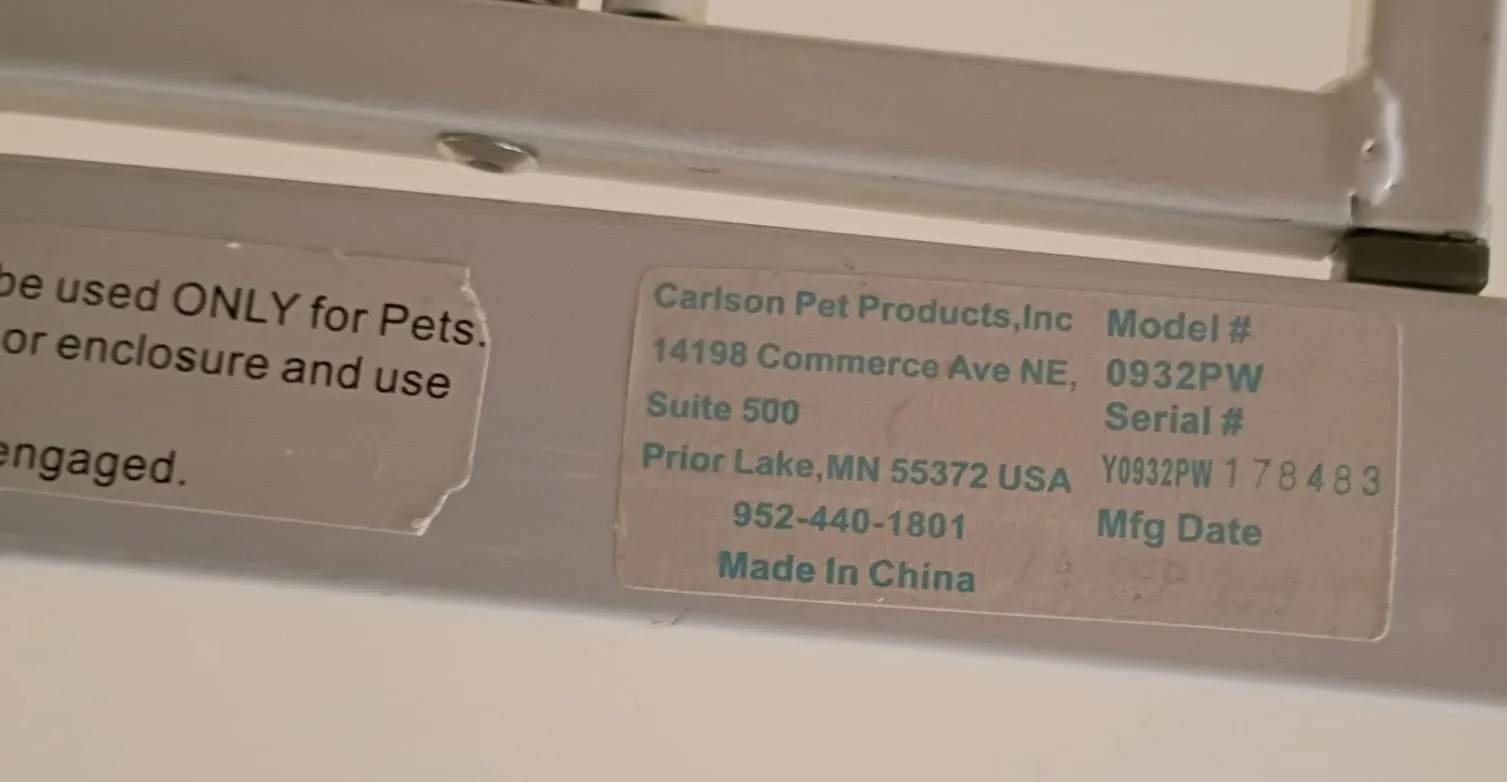 be used ONLY for Pets.
or enclosure and use
engaged.
Carlson Pet Products,Inc
14198 Commerce Ave NE,
Suite 500
Prior Lake,MN 55372 USA
952-440-1801
Made In China
Model #
0932PW
Serial #
Y0932PW 178483
Mfg Date